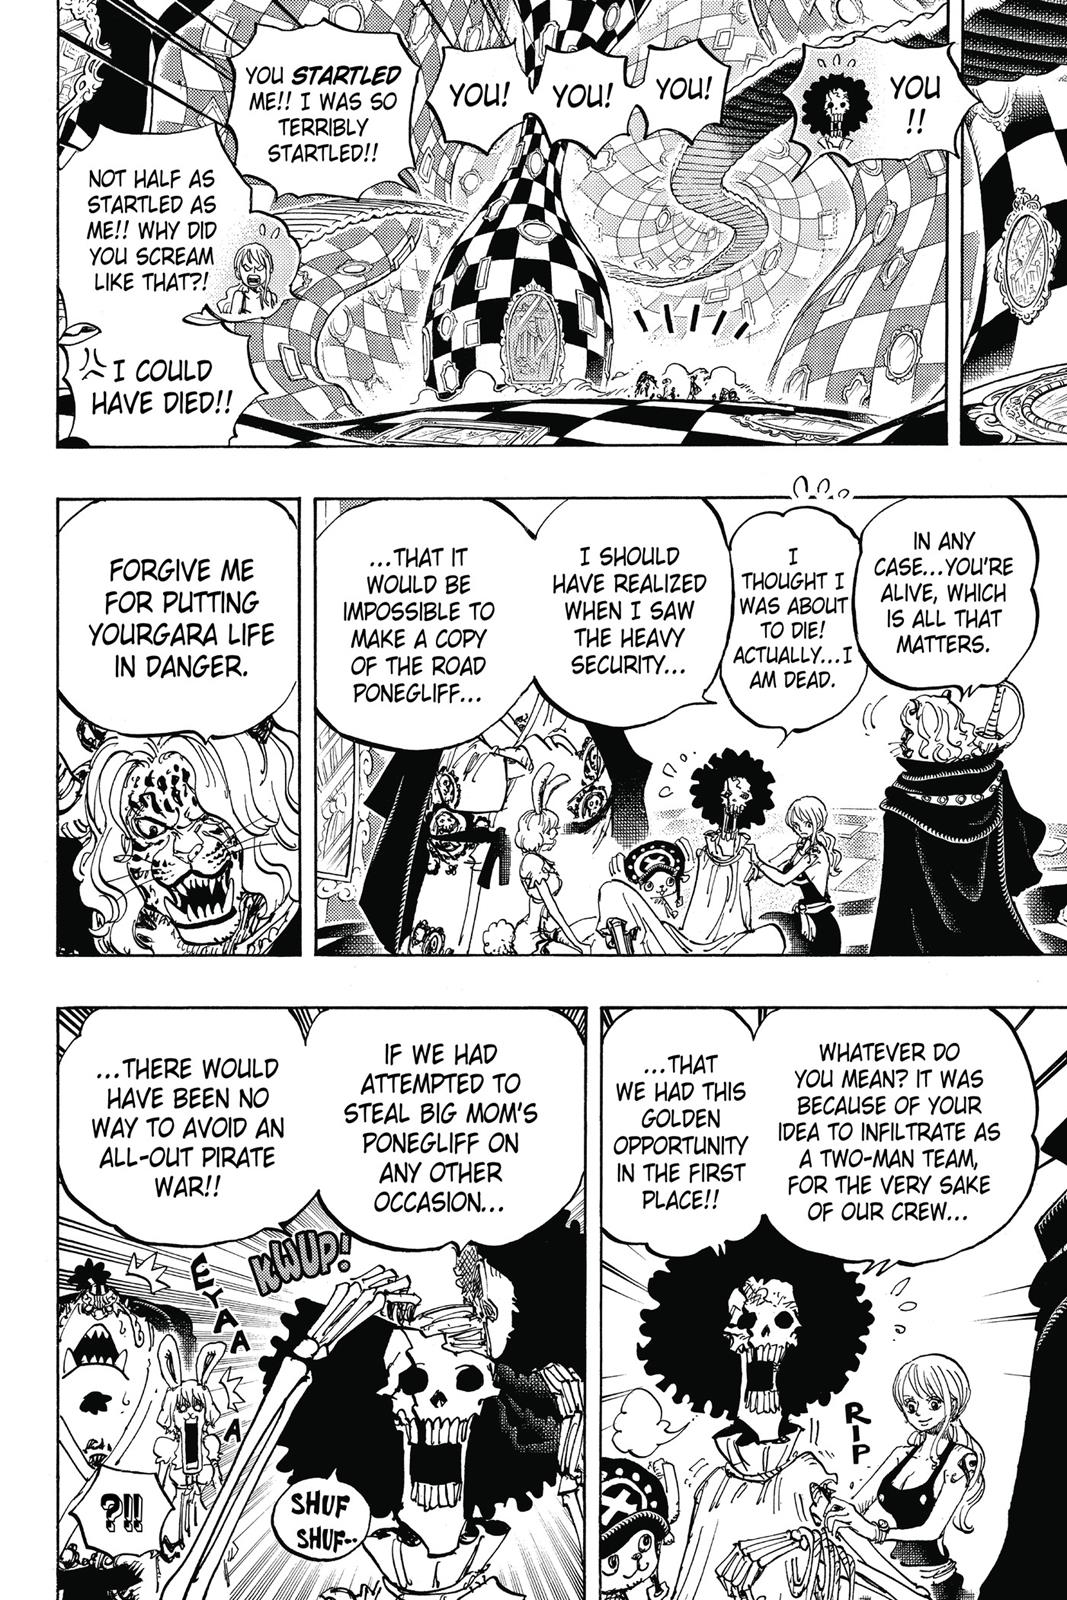 YOU
!!
YOU!
YOU!
YOU!
YOU STARTLED
ME!! I WAS SO
TERRIBLY
STARTLED!!
NOT HALF AS
STARTLED AS
ME!! WHY DID
YOU SCREAM
LIKE THAT?!
I COULD
HAVE DIED!!
IN ANY
CASE...YOU'RE
ALIVE, WHICH
IS ALL THAT
MATTERS.
I
THOUGHT I
WAS ABOUT
TO DIE!
ACTUALLY...I
AM DEAD.
I SHOULD
HAVE REALIZED
WHEN I SAW
THE HEAVY
SECURITY...
...THAT IT
WOULD BE
IMPOSSIBLE TO
MAKE A COPY
OF THE ROAD
PONEGLIFF...
FORGIVE ME
FOR PUTTING
YOURGARA LIFE
IN DANGER.
WHATEVER DO
YOU MEAN? IT WAS
BECAUSE OF YOUR
IDEA TO INFILTRATE AS
A TWO-MAN TEAM,
FOR THE VERY SAKE
OF OUR CREW...
...THAT
WE HAD THIS
GOLDEN
OPPORTUNITY
IN THE FIRST
PLACE!!
RIP
IF WE HAD
ATTEMPTED TO
STEAL BIG MOM'S
PONEGLIFF ON
ANY OTHER
OCCASION...
...THERE WOULD
HAVE BEEN NO
WAY TO AVOID AN
ALL-OUT PIRATE
WAR!!
KWUP!
EYAAAA
SHUF
SHUF...
?!!